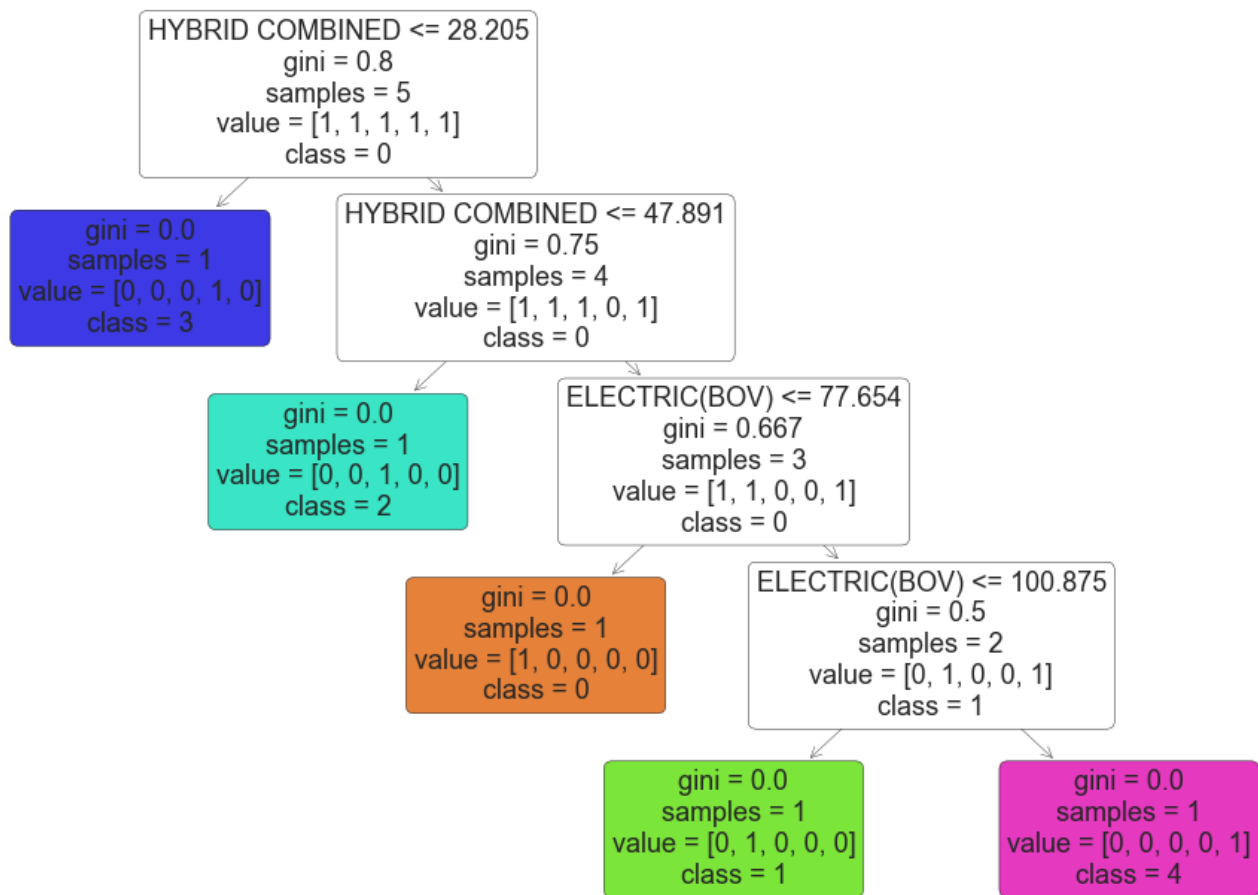 HYBRID COMBINED <= 28.205
gini = 0.8
samples = 5
value = [1, 1, 1, 1, 1]
class = 0
gini = 0.0
samples = 1
value = [0, 0, 0, 1, 0]
class = 3
HYBRID COMBINED <= 47.891
gini = 0.75
samples = 4
value = [1, 1, 1, 0, 1]
class = 0
gini = 0.0
samples = 1
value = [0, 0, 1, 0, 0]
class = 2
ELECTRIC(BOV) <= 77.654
gini = 0.667
samples = 3
value = [1, 1, 0, 0, 1]
class = 0
gini = 0.0
samples = 1
value = [1, 0, 0, 0, 0]
class = 0
ELECTRIC(BOV) <= 100.875
gini = 0.5
samples = 2
value = [0, 1, 0, 0, 1]
class = 1
gini = 0.0
samples = 1
value = [0, 1, 0, 0, 0]
class = 1
gini = 0.0
samples = 1
value = [0, 0, 0, 0, 1]
class = 4